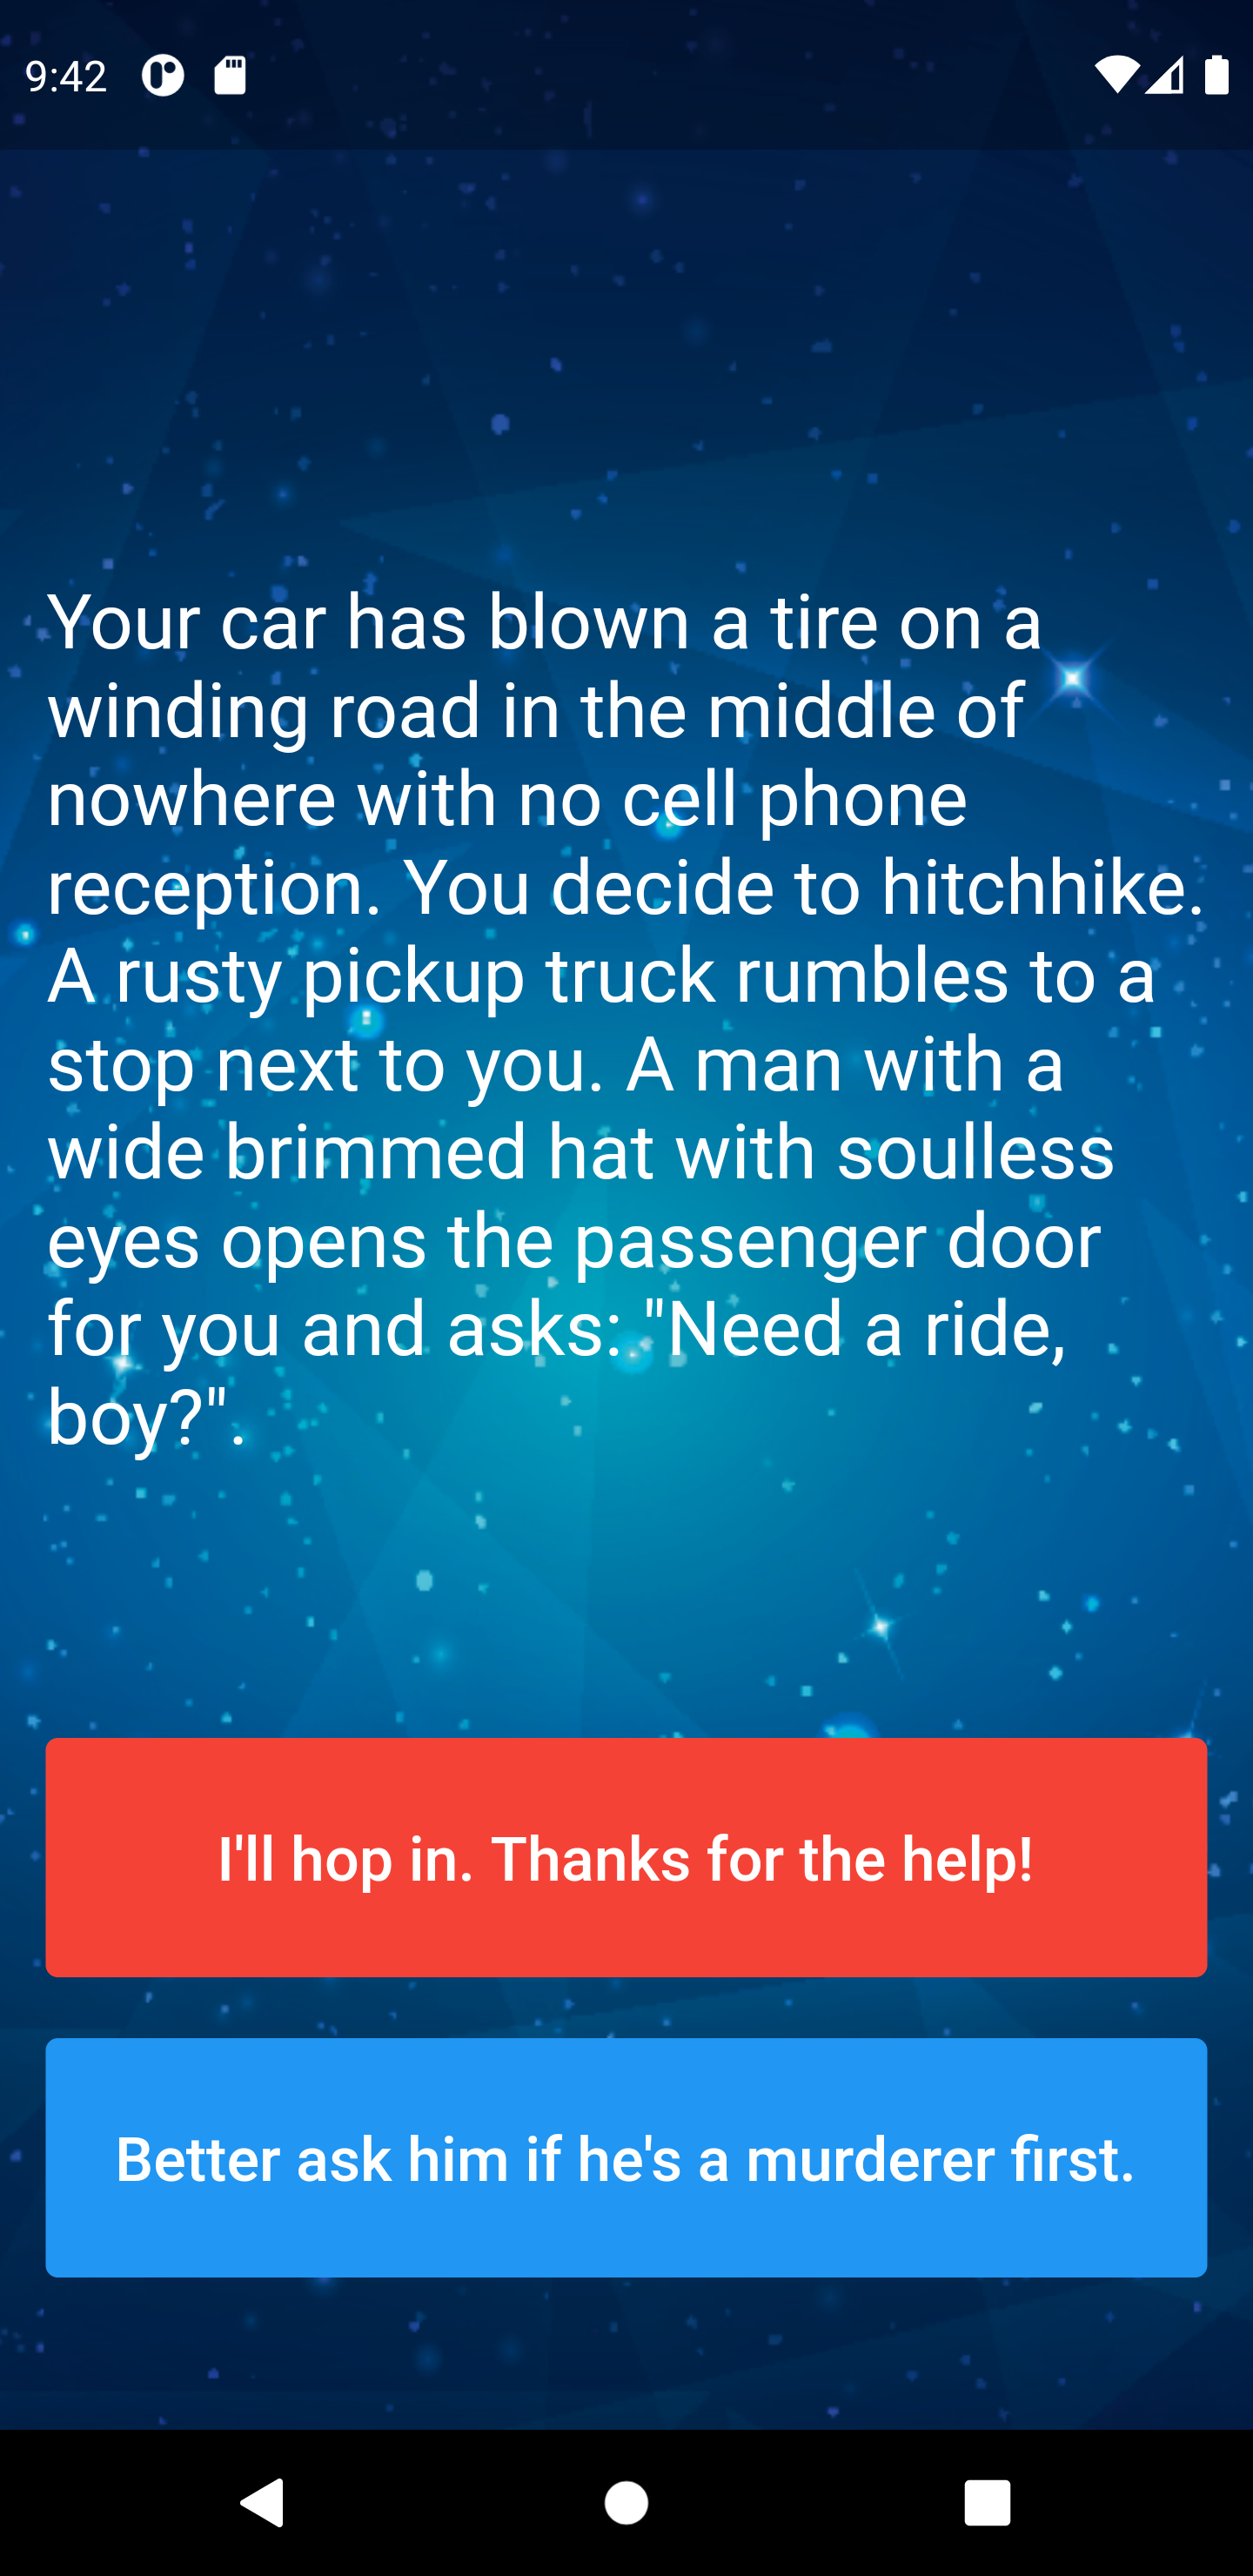 9:42
Your car has blown a tire on a
winding road in the middle of
nowhere with no cell phone
reception. You decide to hitchhike.
A rusty pickup truck rumbles to a
stop next to you. A man with a
wide brimmed hat with soulless
eyes opens the passenger door
for you and asks: "Need a ride,
boy?".
I'll hop in. Thanks for the help!
Better ask him if he's a murderer first.